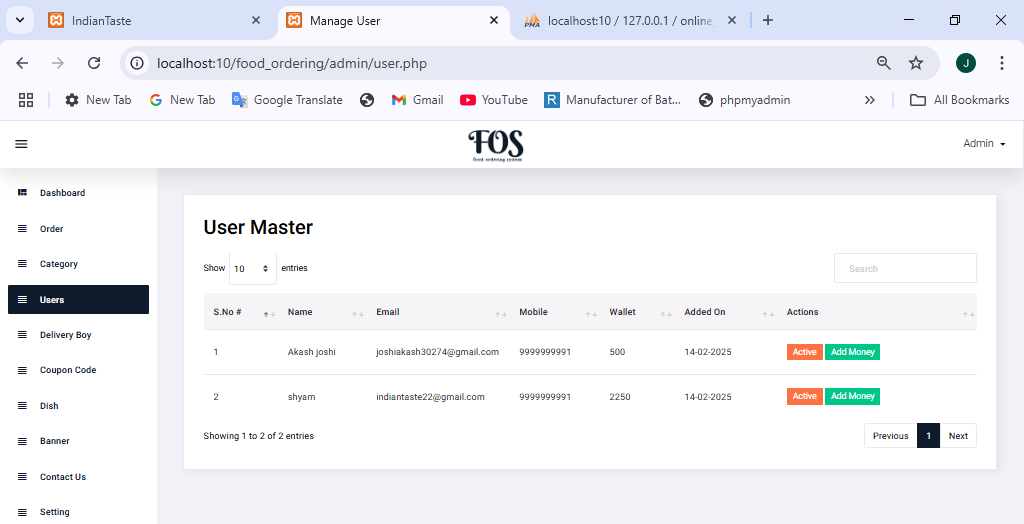 IndianTaste
Manage User
localhost:10 / 127.0.0.1 / online_
localhost:10/food_ordering/admin/user.php
J
New Tab
New Tab
Google Translate
Gmail
YouTube
R Manufacturer of Bat...
phpmyadmin
All Bookmarks
FOS
food ordering system
Admin
Dashboard
Order
Category
Users
Delivery Boy
Coupon Code
Dish
Banner
Contact Us
Setting
User Master
Show 10 entries
Search
S.No # Name Email Mobile Wallet Added On Actions
1 Akash joshi joshiakash30274@gmail.com 9999999991 500 14-02-2025 Active Add Money
2 shyam indiantaste22@gmail.com 9999999991 2250 14-02-2025 Active Add Money
Showing 1 to 2 of 2 entries
Previous 1 Next